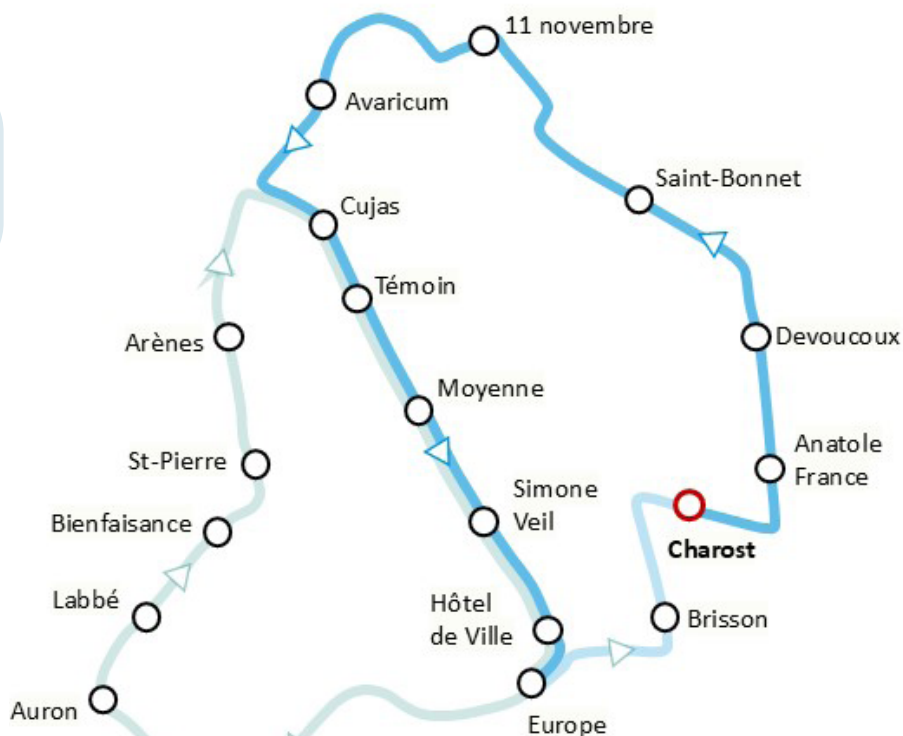 11 novembre
Avaricum
Saint-Bonnet
Cujas
Témoin
Arènes
Devoucoux
Moyenne
Anatole
France
St-Pierre
Simone
Veil
Bienfaisance
Charost
Labbé
Hôtel
de Ville
Brisson
Auron
Europe